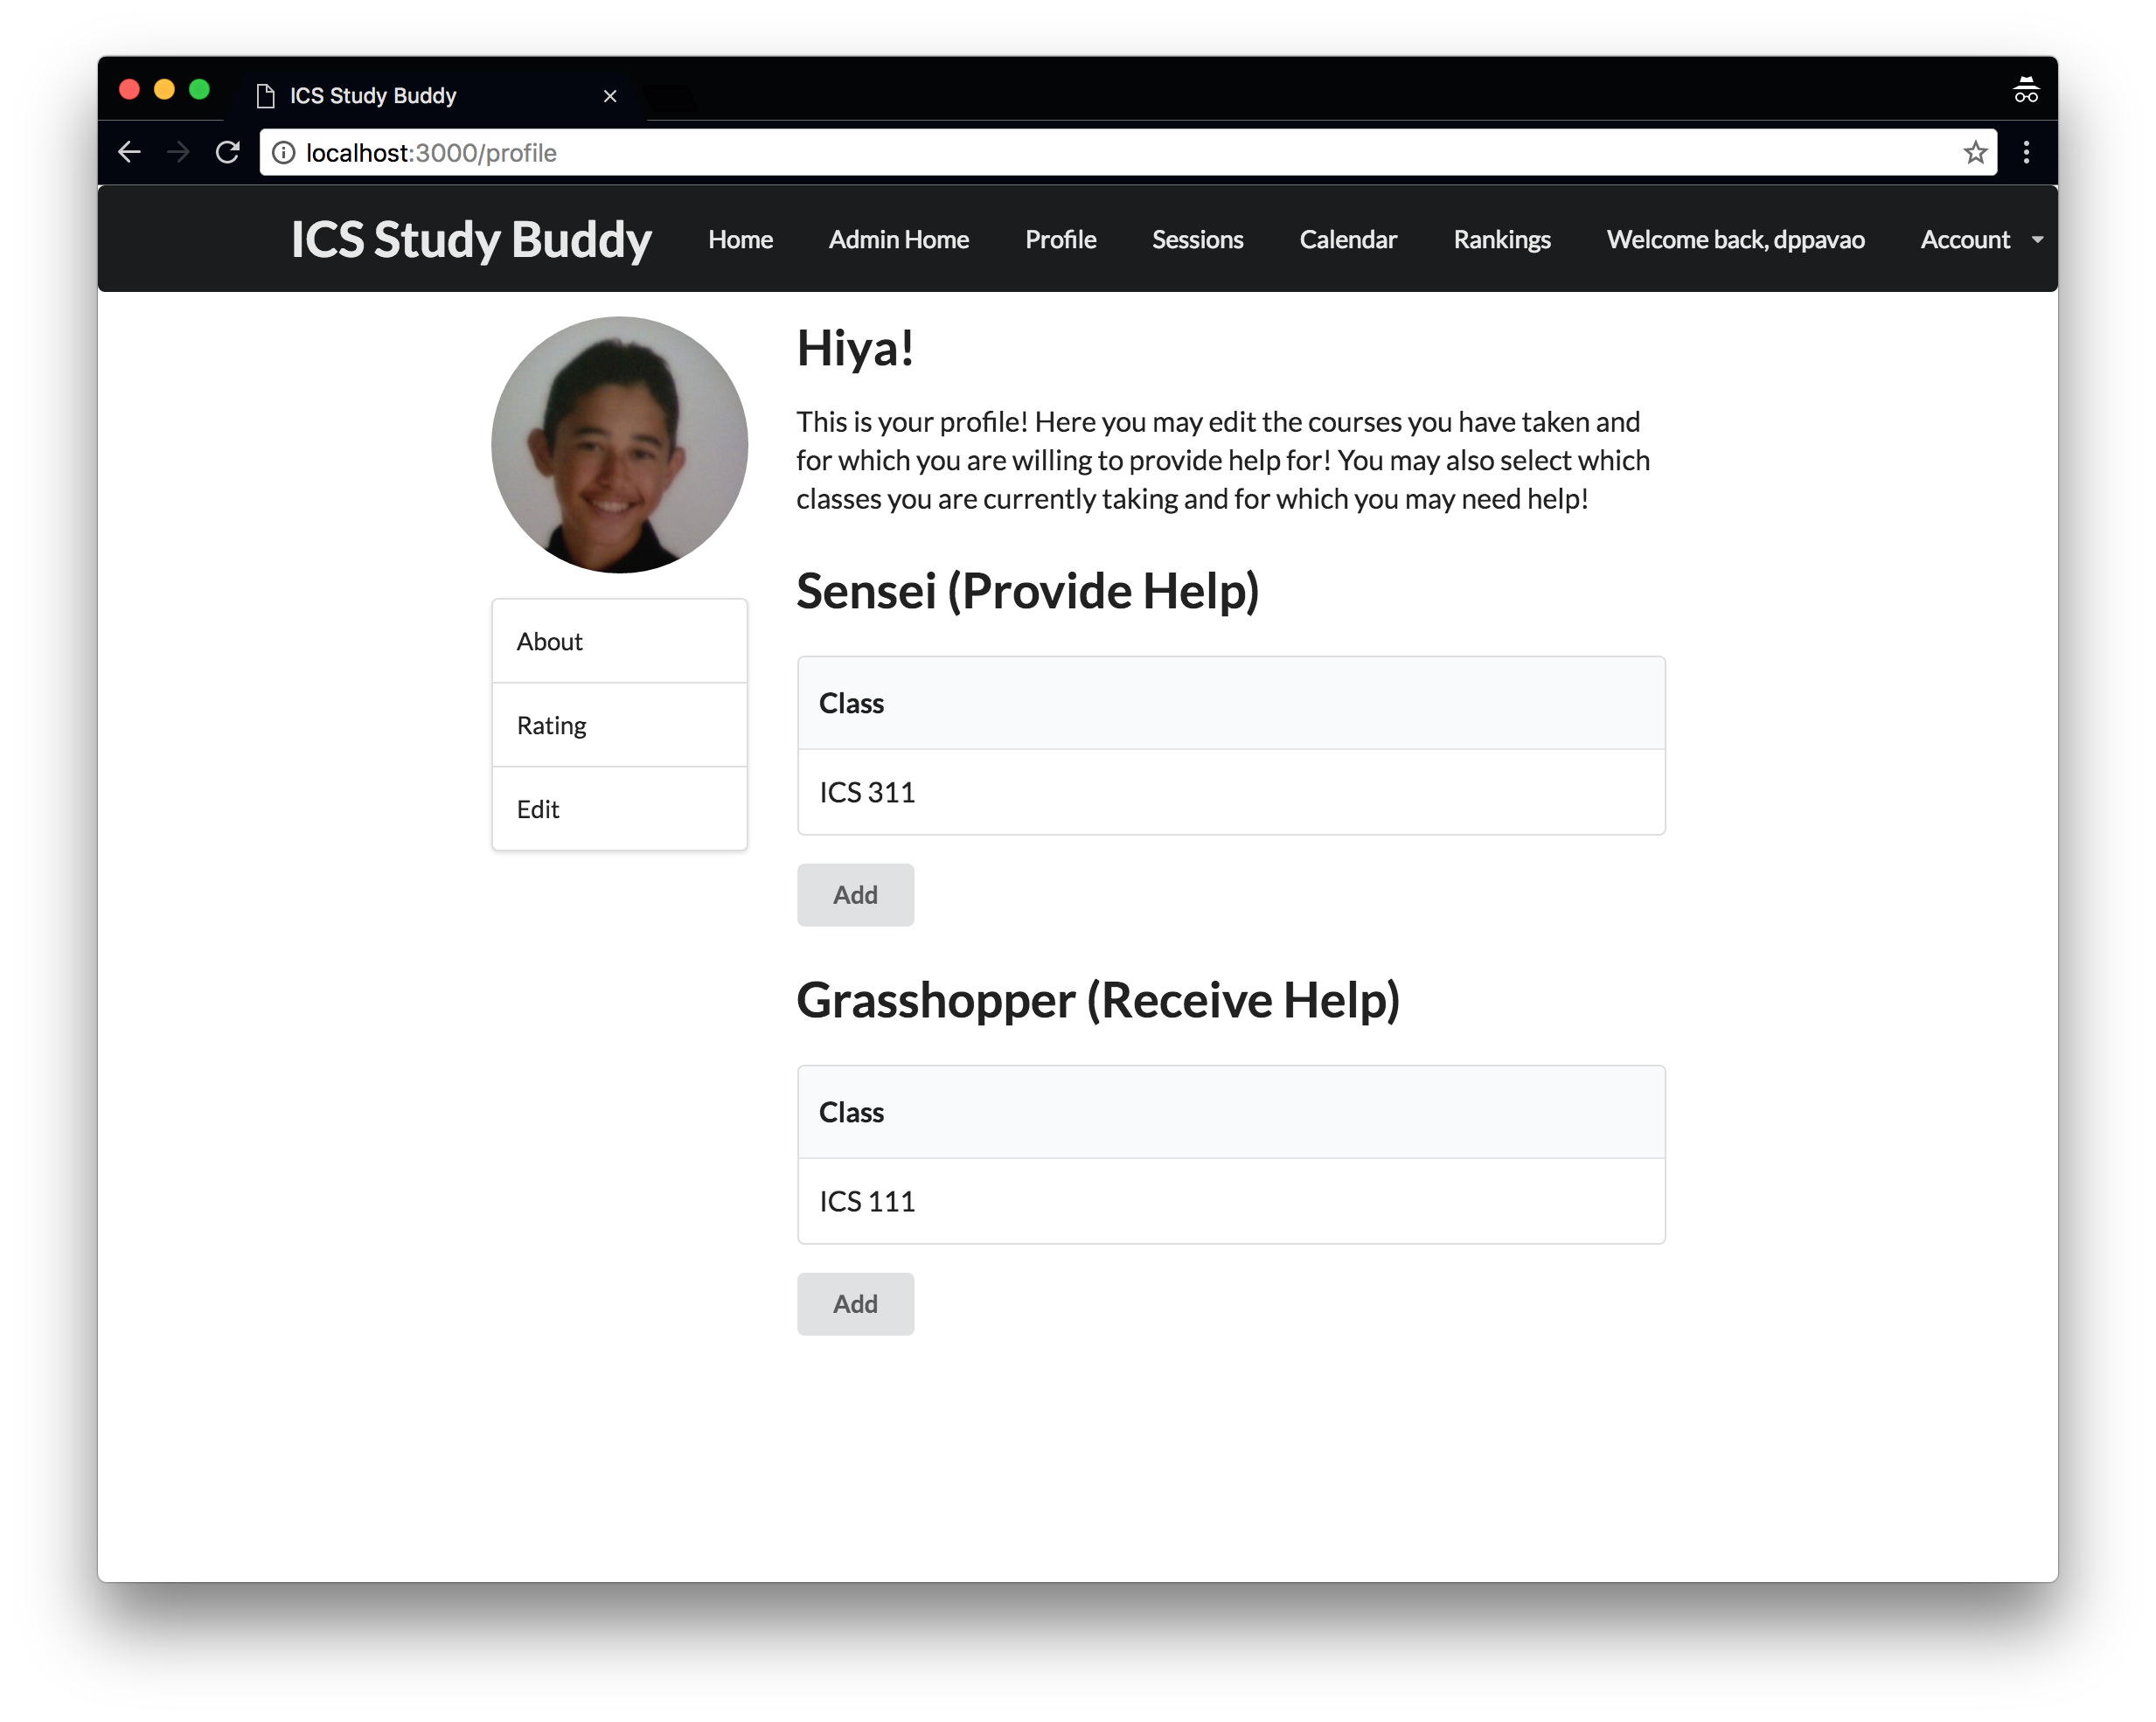 ICS Study Buddy
localhost:3000/profile
ICS Study Buddy Home Admin Home Profile Sessions Calendar Rankings Welcome back, dppavao Account
Hiya!
This is your profile! Here you may edit the courses you have taken and
for which you are willing to provide help for! You may also select which
classes you are currently taking and for which you may need help!
About
Rating
Edit
Sensei (Provide Help)
Class
ICS 311
Add
Grasshopper (Receive Help)
Class
ICS 111
Add